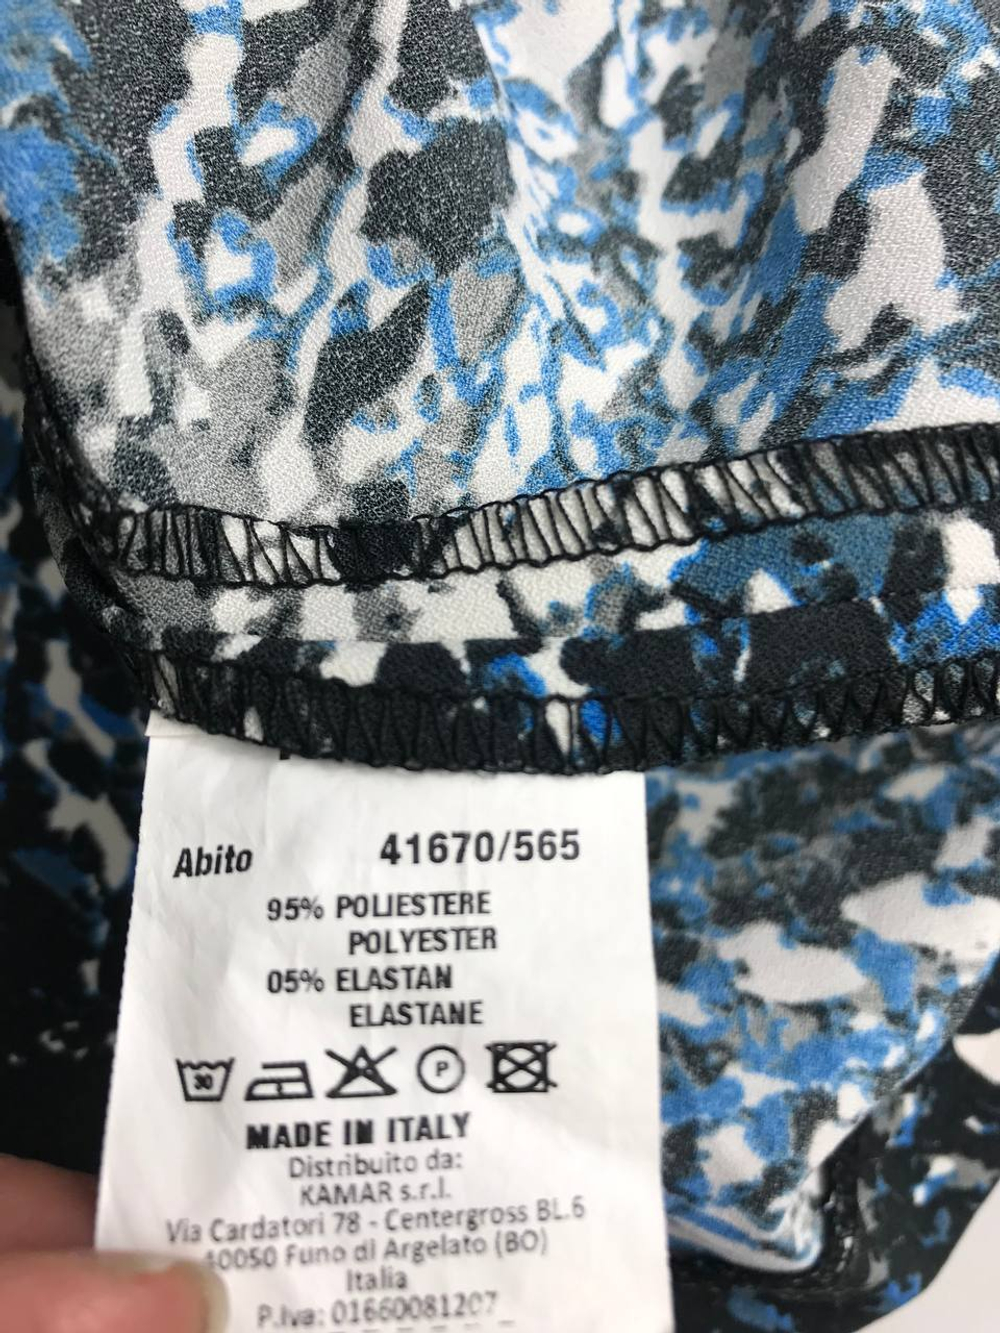 Abito 41670/565
95% POLIESTERE
POLYESTER
05% ELASTAN
ELASTANE
30 P
MADE IN ITALY
Distribuito da:
KAMAR s.r.l.
Via Cardatori 78 - Centergross BL.6
40050 Funo di Argelato (BO)
Italia
P.Iva: 01660081207